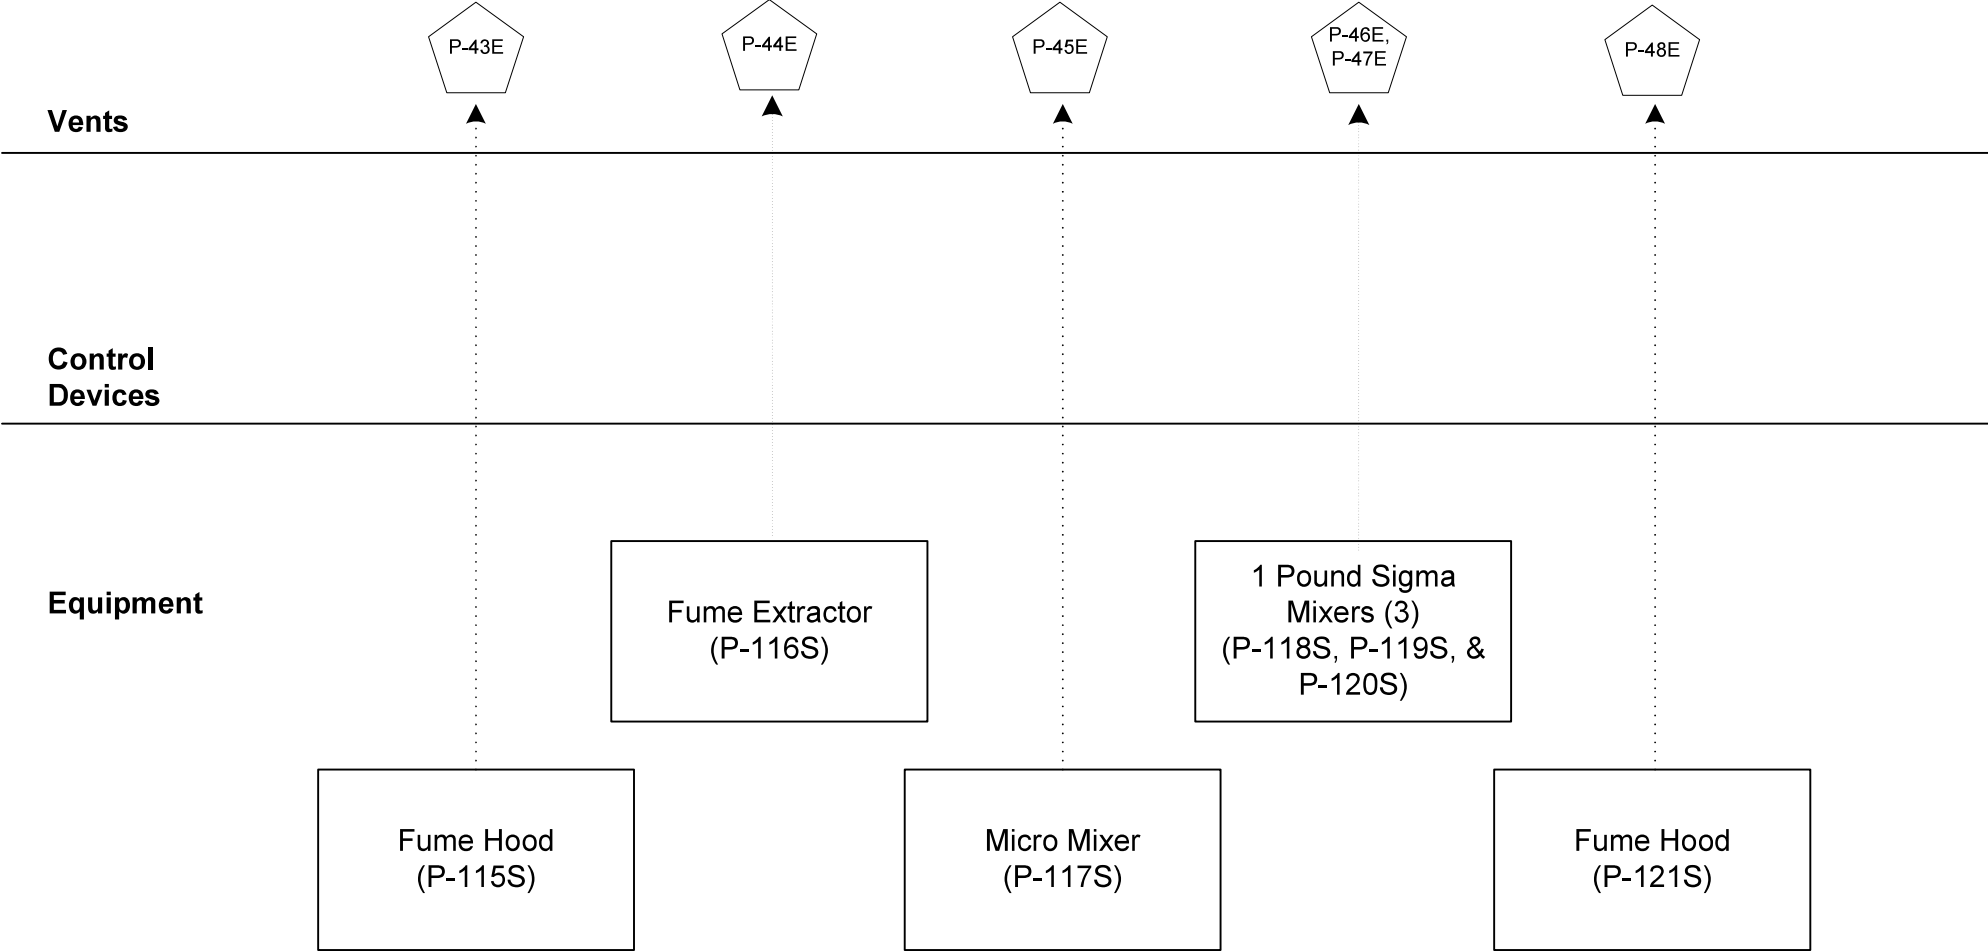 P-43E
P-44E
P-45E
P-46E,
P-47E
P-48E
Vents
Control
Devices
Equipment
Fume Extractor
(P-116S)
1 Pound Sigma
Mixers (3)
(P-118S, P-119S, &
P-120S)
Fume Hood
(P-115S)
Micro Mixer
(P-117S)
Fume Hood
(P-121S)